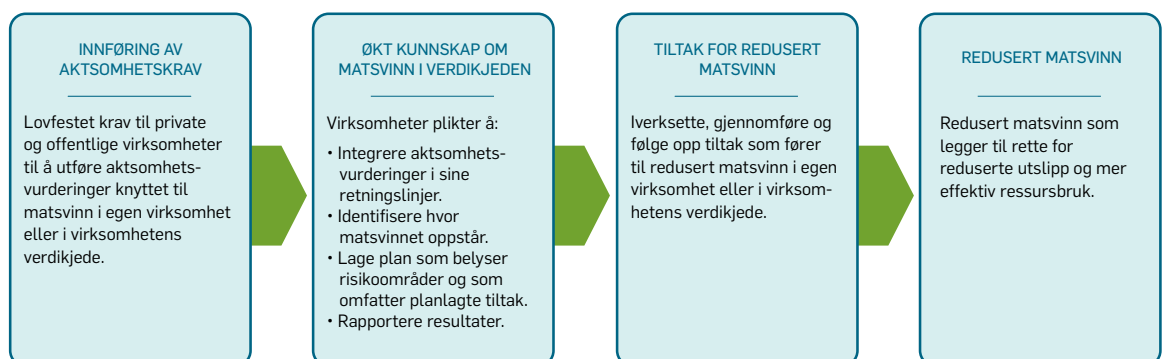 INNFØRING AV
AKTSOMHETSKRAV
Lovfestet krav til private
og offentlige virksomheter
til å utføre aktsomhets-
vurderinger knyttet til
matsvinn i egen virksomhet
eller i virksomhetens
verdikjede.
ØKT KUNNSKAP OM
MATSVINN I VERDIKJEDEN
Virksomheter plikter å:
• Integrere aktsomhets-
vurderinger i sine
retningslinjer.
• Identifisere hvor
matsvinnet oppstår.
• Lage plan som belyser
risikoområder og som
omfatter planlagte tiltak.
• Rapportere resultater.
TILTAK FOR REDUSERT
MATSVINN
Iverksette, gjennomføre og
følge opp tiltak som fører
til redusert matsvinn i egen
virksomhet eller i virksom-
hetens verdikjede.
REDUSERT MATSVINN
Redusert matsvinn som
legger til rette for
reduserte utslipp og mer
effektiv ressursbruk.